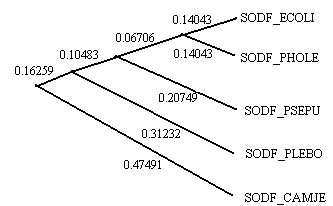 0.14043
SODF_ECOLI
0.06706
0.14043
SODF_PHOLE
0.10483
0.16259
0.20749
SODF_PSEPU
0.31232
SODF_PLEBO
0.47491
SODF_CAMJE